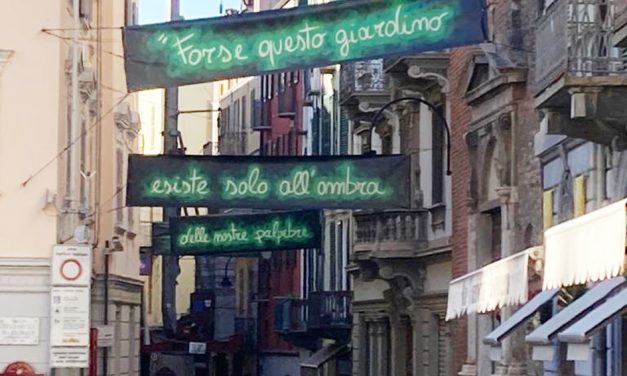 "Forse questo giardino
esiste solo all'ombra
delle nostre palpebre